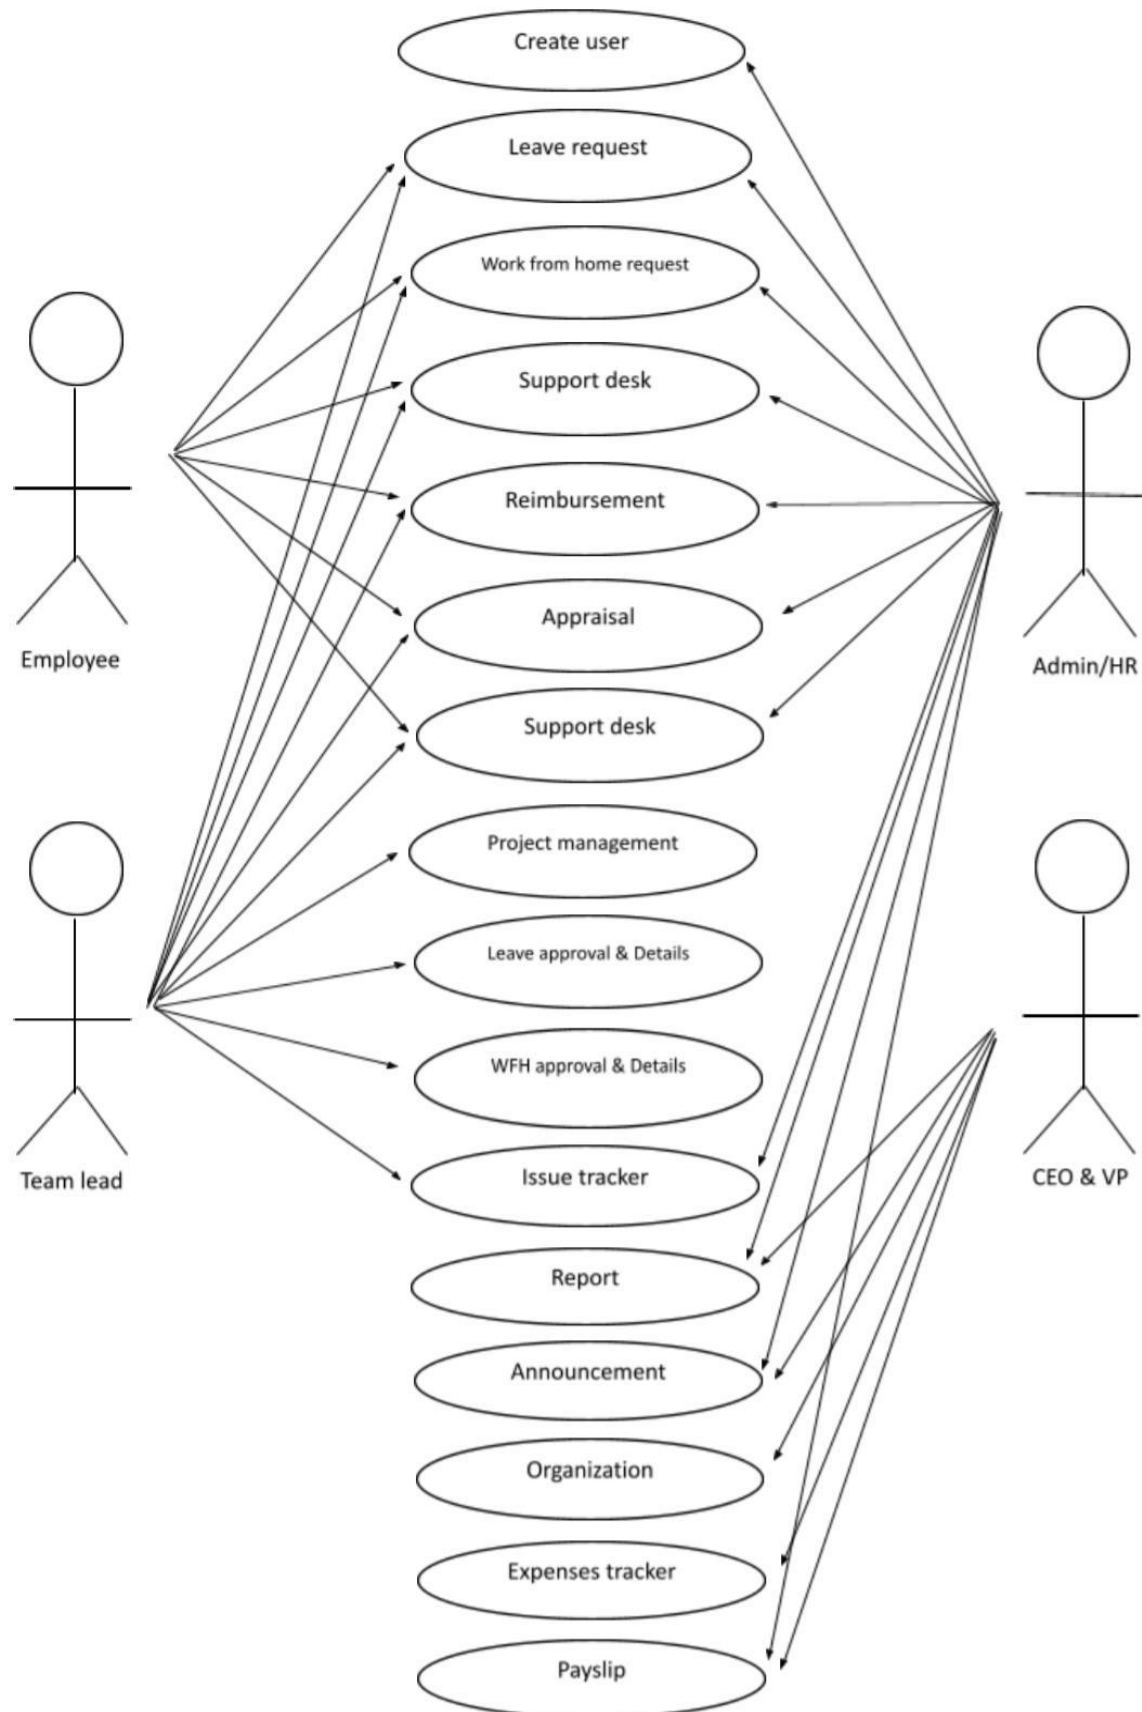 Create user
Leave request
Work from home request
Support desk
Reimbursement
Appraisal
Employee
Admin/HR
Support desk
Project management
Leave approval & Details
WFH approval & Details
Issue tracker
Team lead
CEO & VP
Report
Announcement
Organization
Expenses tracker
Payslip